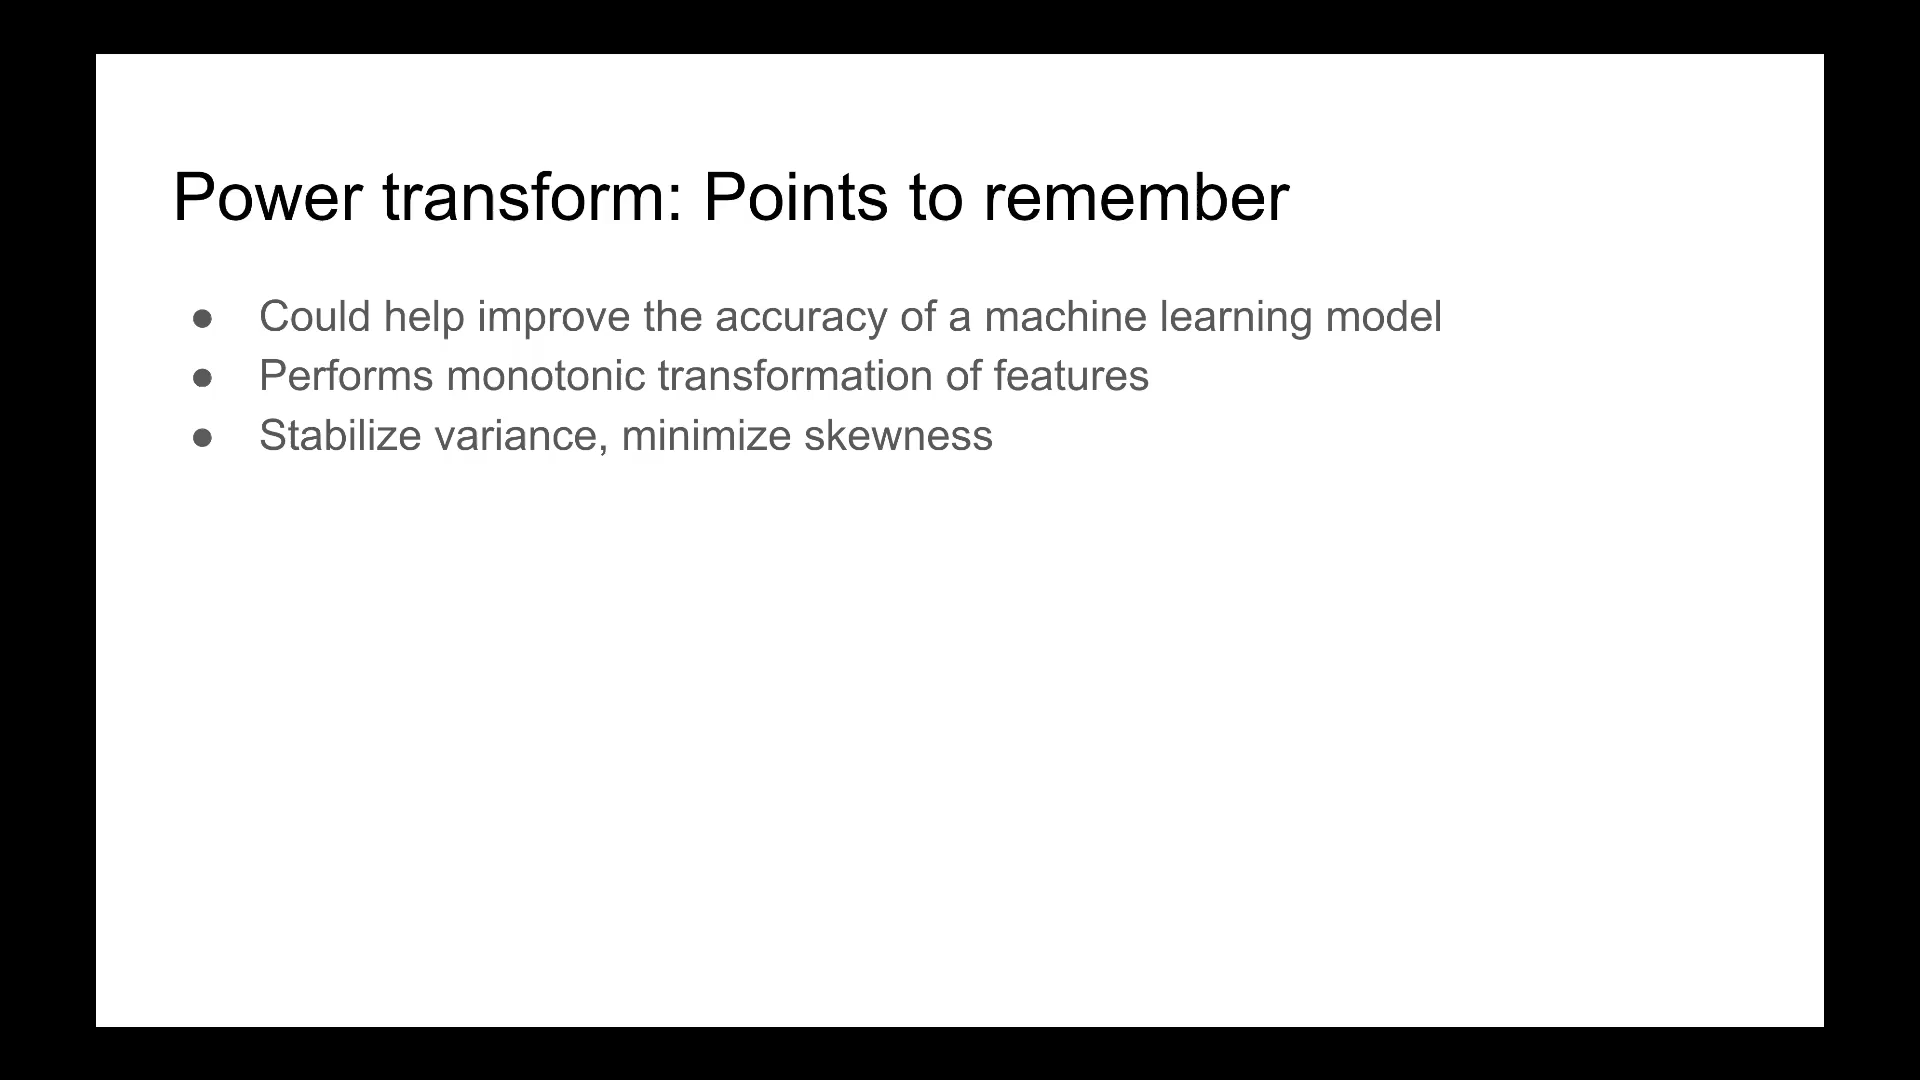 Power transform: Points to remember
● Could help improve the accuracy of a machine learning model
● Performs monotonic transformation of features
● Stabilize variance, minimize skewness